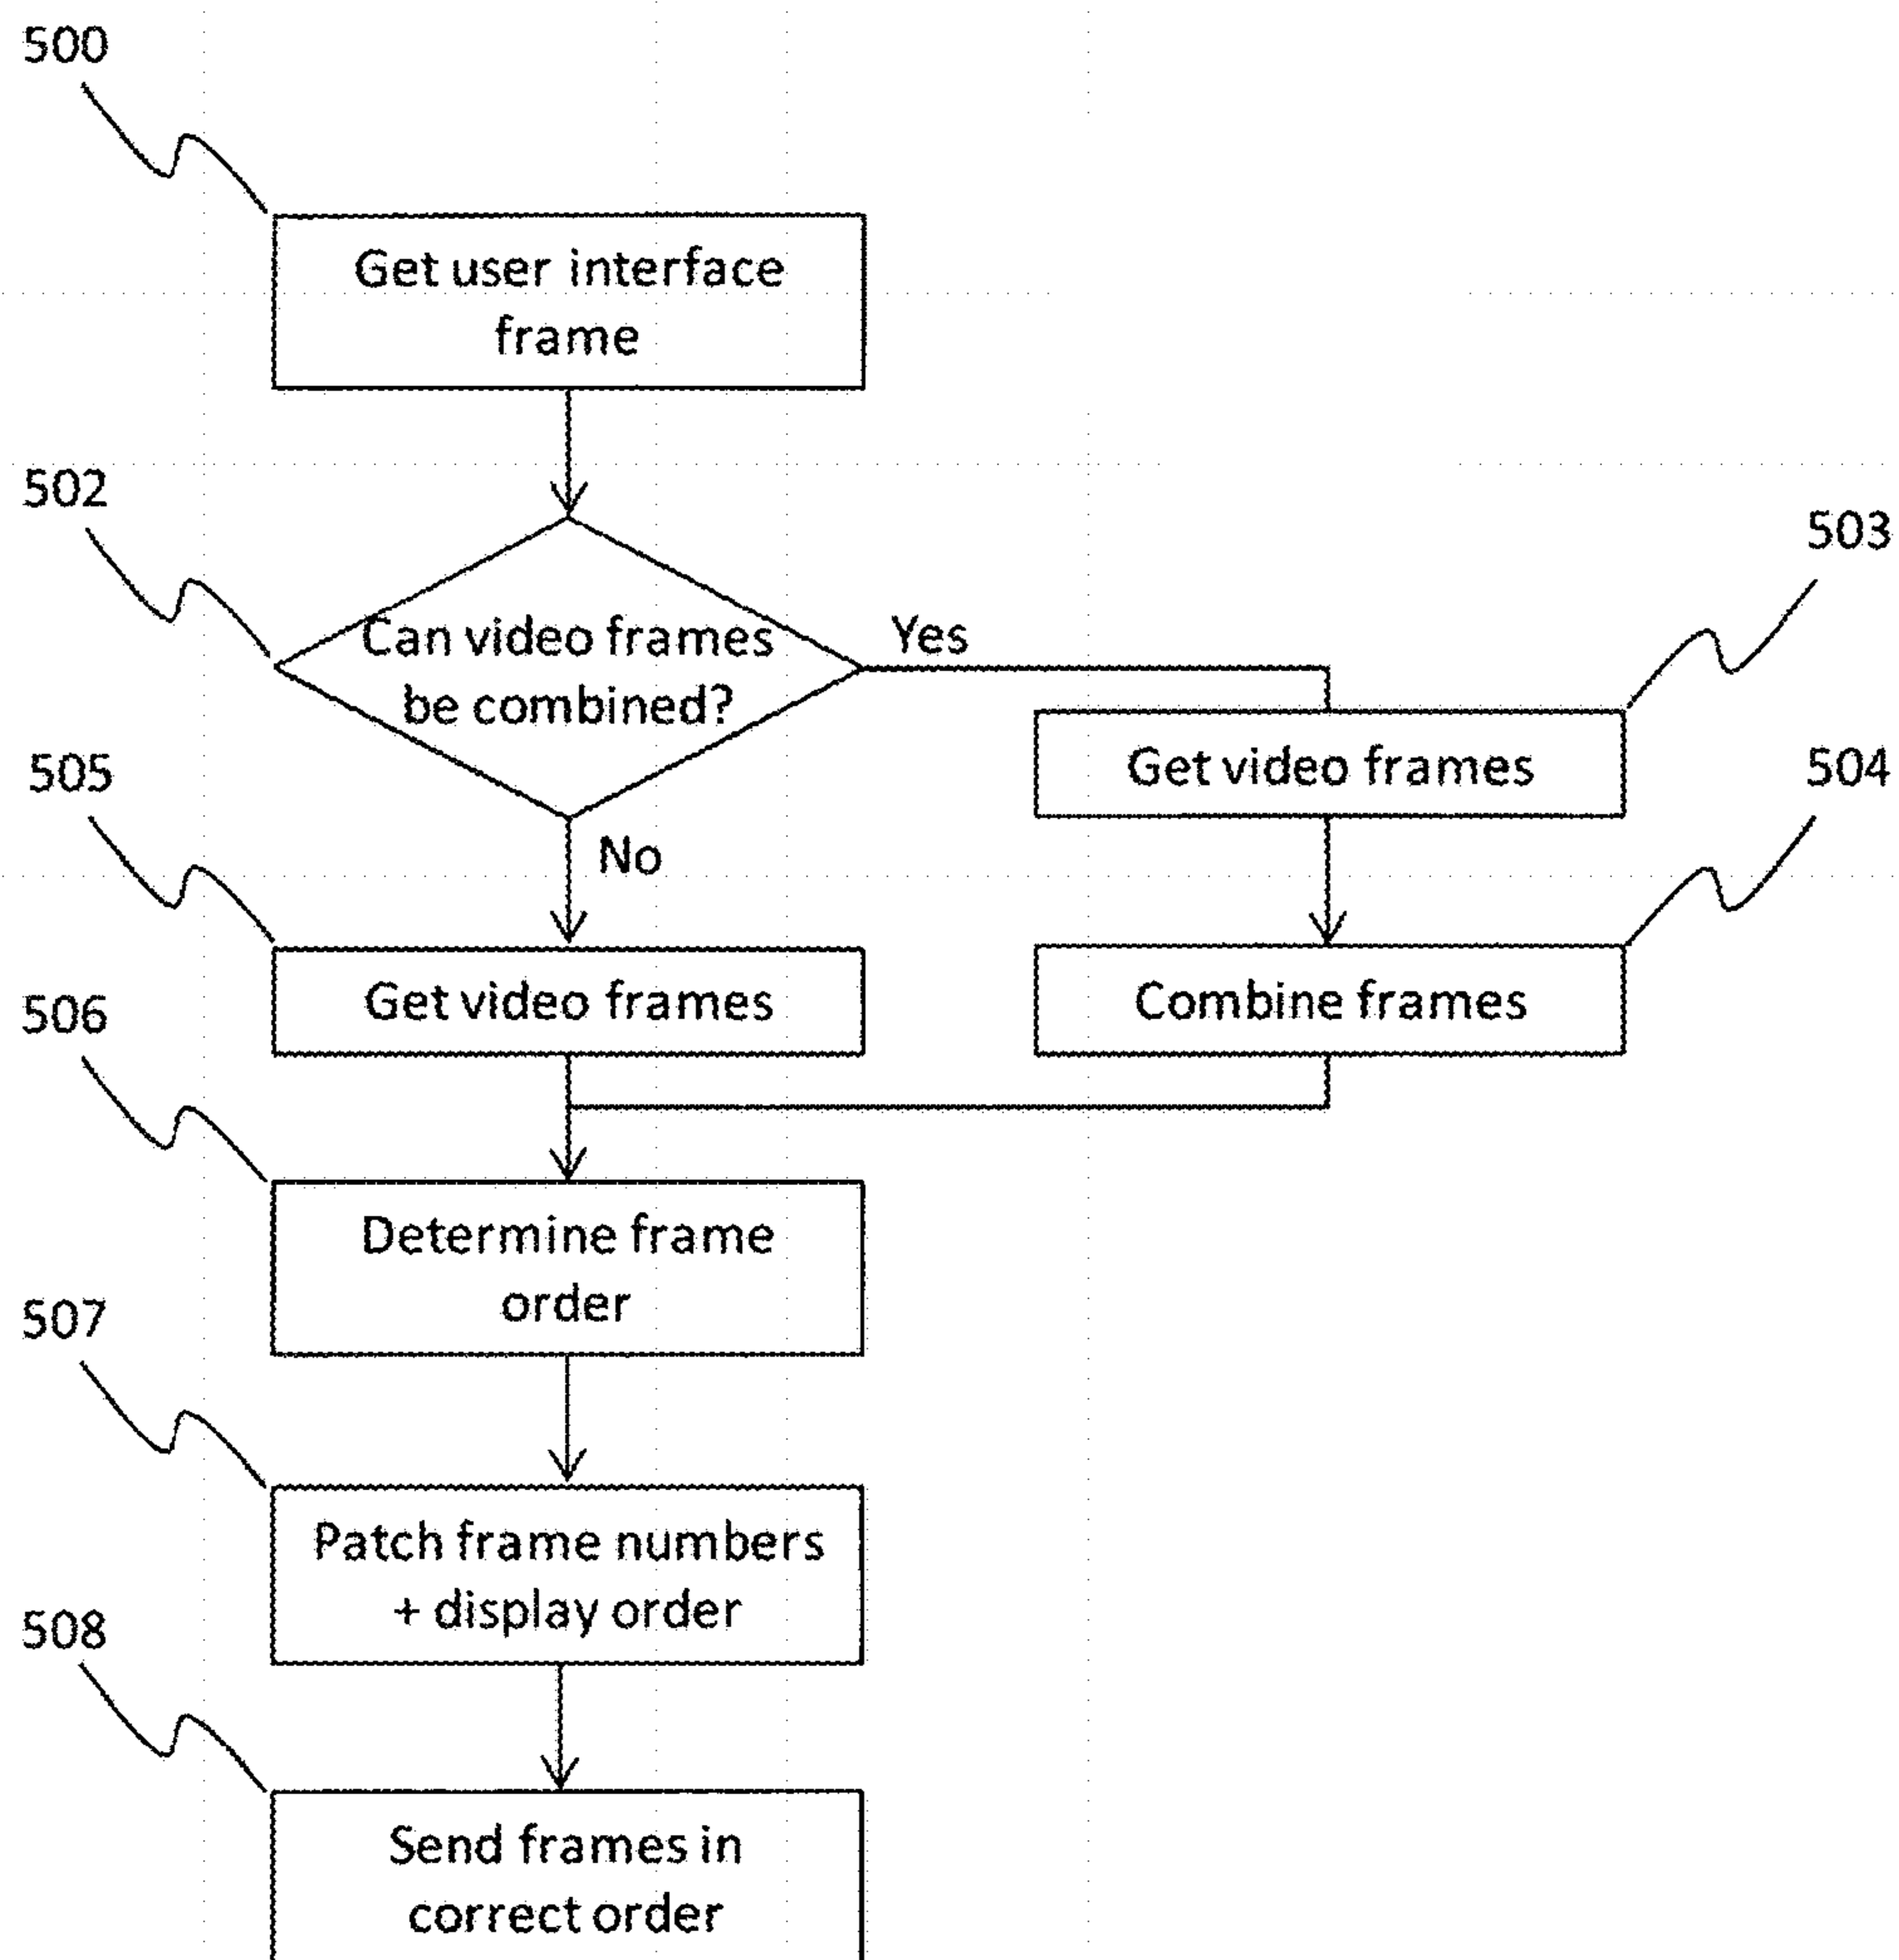 500
Get user interface
frame
502
Can video frames
be combined?
Yes
No
503
Get video frames
504
Combine frames
505
Get video frames
506
Determine frame
order
507
Patch frame numbers
+ display order
508
Send frames in
correct order